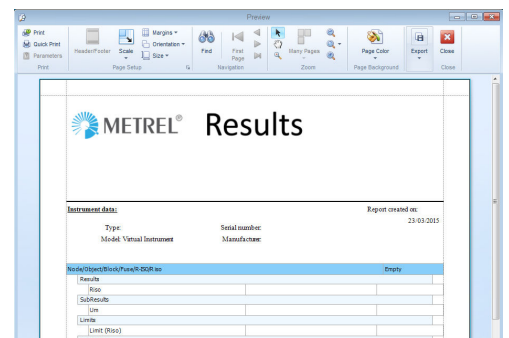 Preview
Print
Quick Print
Parameters
Print
Header/Footer
Scale
Margins
Orientation
Size
Page Setup
Find
First Page
Navigation
Many Pages
Zoom
Page Color
Page Background
Export
Close
Close
METREL® Results
Instrument data: Report created on:
23/03/2015
Type: Serial number:
Model: Virtual Instrument Manufacturer:
Node/Object/Block/Fuse/R-ISO/Riso Empty
Results
Riso
SubResults
Um
Limits
Limit (Riso)